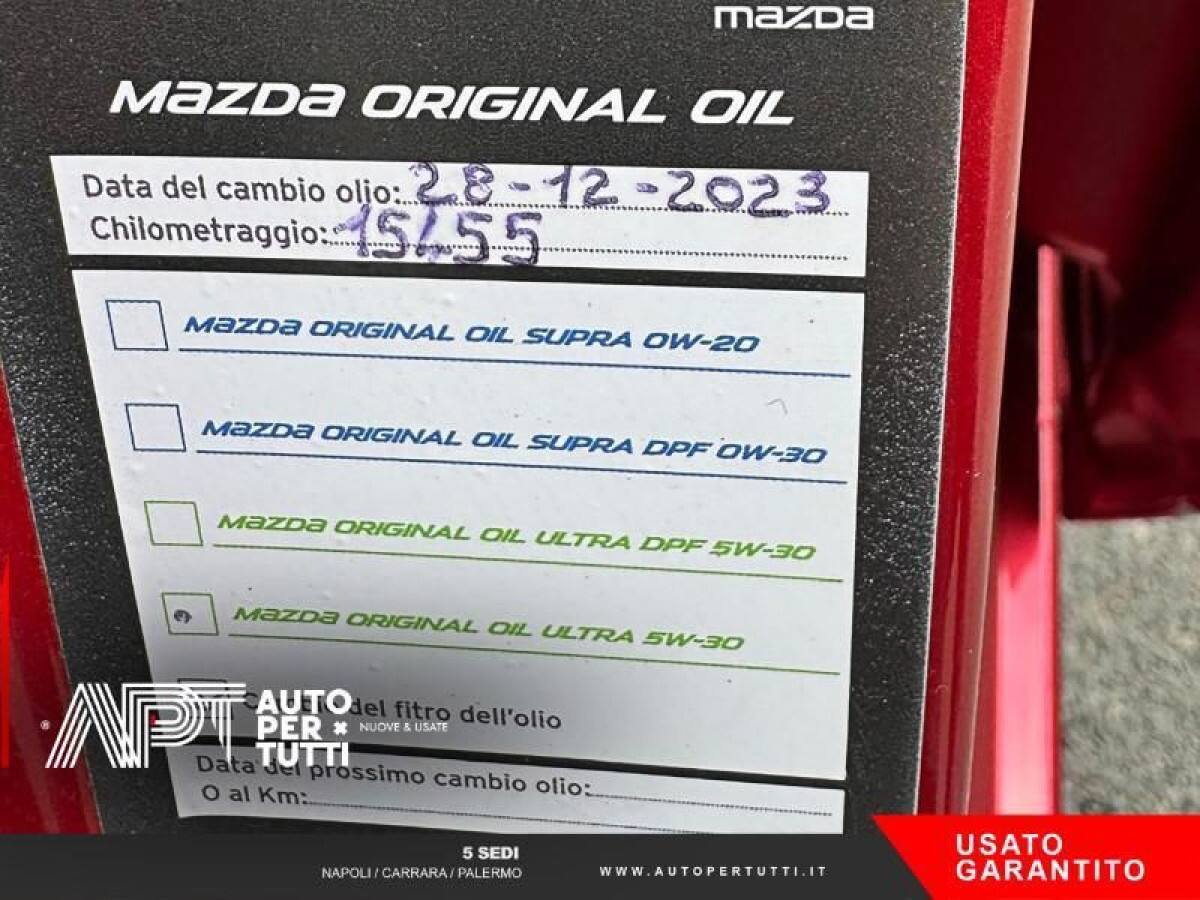 mazda
MAZDA ORIGINAL OIL
Data del cambio olio: 28-12-2023
Chilometraggio: 15455
MAZDA ORIGINAL OIL SUPRA 0W-20
MAZDA ORIGINAL OIL SUPRA DPF 0W-30
MAZDA ORIGINAL OIL ULTRA DPF 5W-30
MAZDA ORIGINAL OIL ULTRA 5W-30
del fitro dell'olio
APT AUTO
PER
TUTTI
NUOVE & USATE
Data del prossimo cambio olio:
O al Km:
5 SEDI
NAPOLI / CARRARA / PALERMO
WWW.AUTOPERTUTTI.IT
USATO
GARANTITO